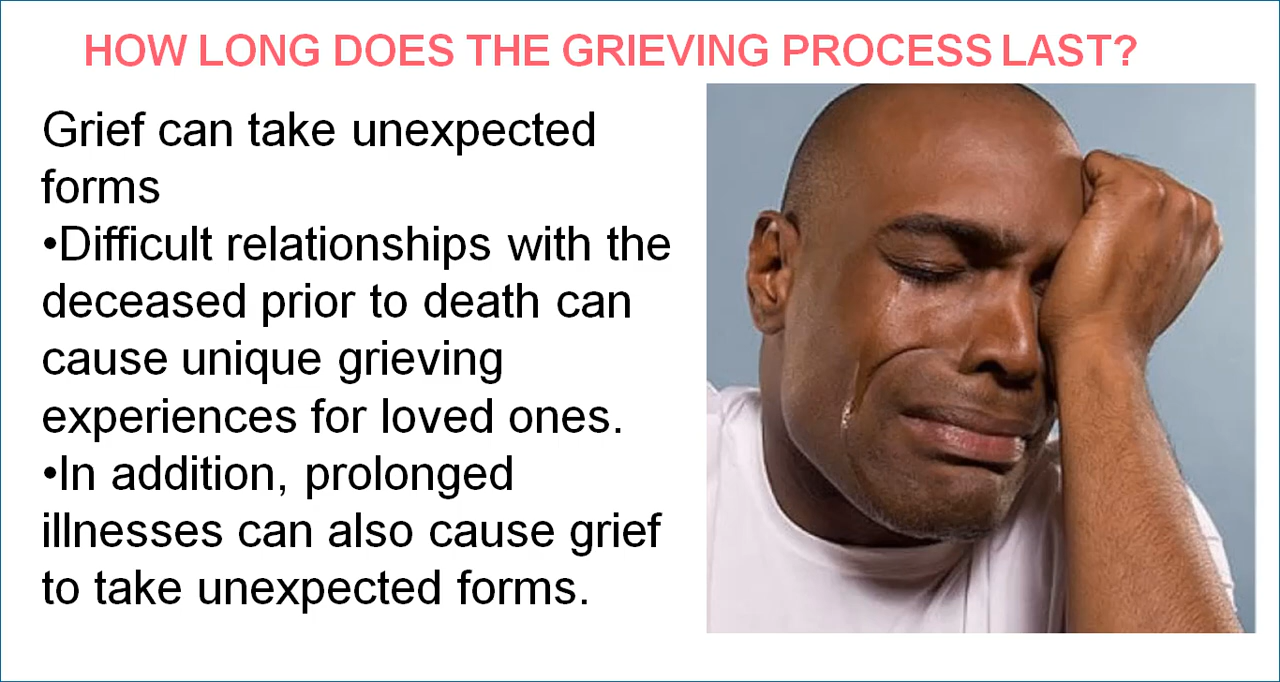 HOW LONG DOES THE GRIEVING PROCESS LAST?
Grief can take unexpected
forms
•Difficult relationships with the
deceased prior to death can
cause unique grieving
experiences for loved ones.
•In addition, prolonged
illnesses can also cause grief
to take unexpected forms.